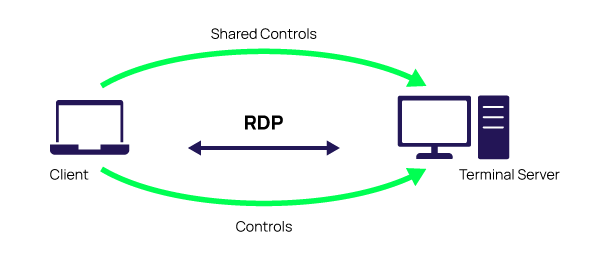 Shared Controls
RDP
Client
Terminal Server
Controls